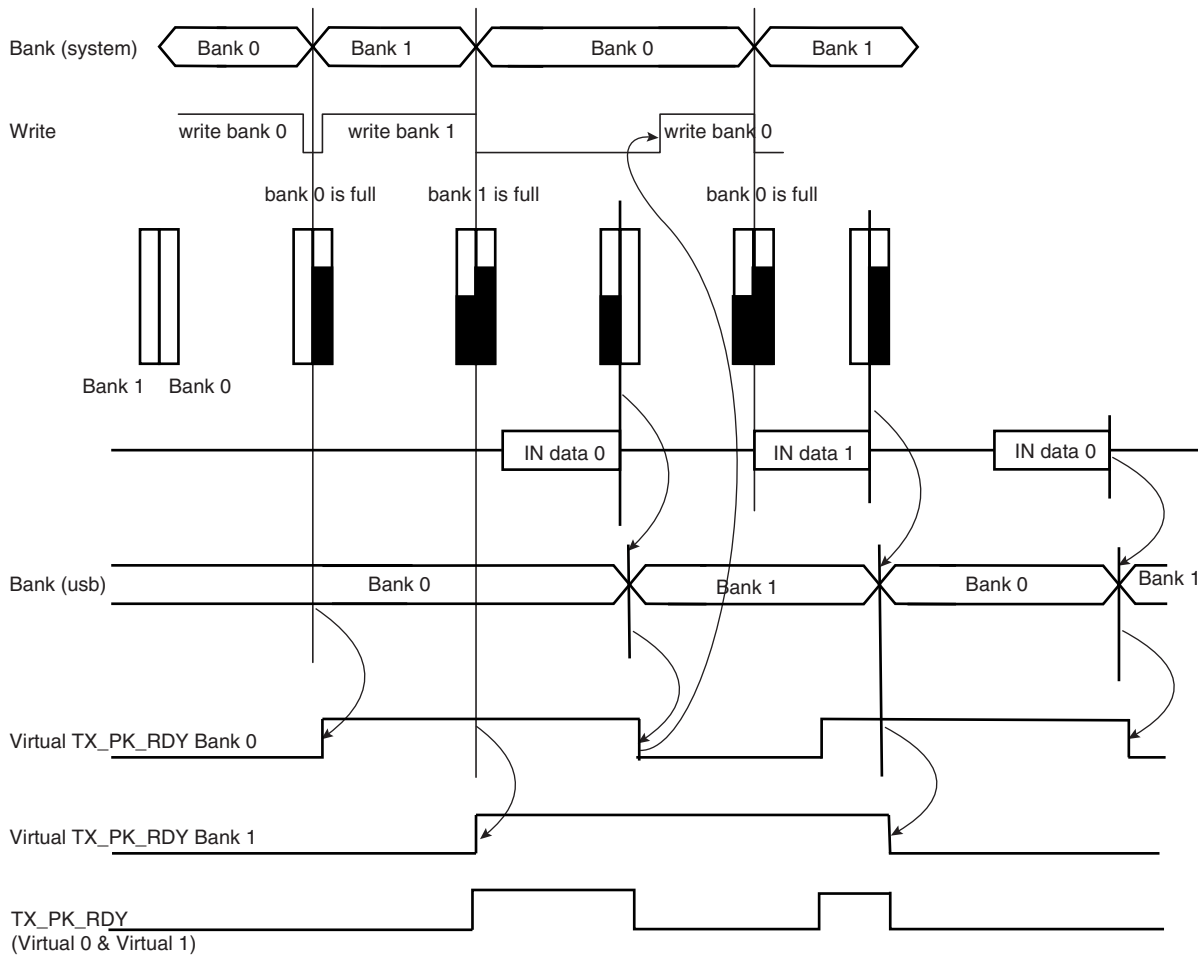 Bank (system)
Bank 0
Bank 1
Bank 0
Bank 1
Write
write bank 0
write bank 1
write bank 0
bank 0 is full
bank 1 is full
bank 0 is full
Bank 1
Bank 0
IN data 0
IN data 1
IN data 0
Bank (usb)
Bank 0
Bank 1
Bank 0
Bank 1
Virtual TX_PK_RDY Bank 0
Virtual TX_PK_RDY Bank 1
TX_PK_RDY
(Virtual 0 & Virtual 1)